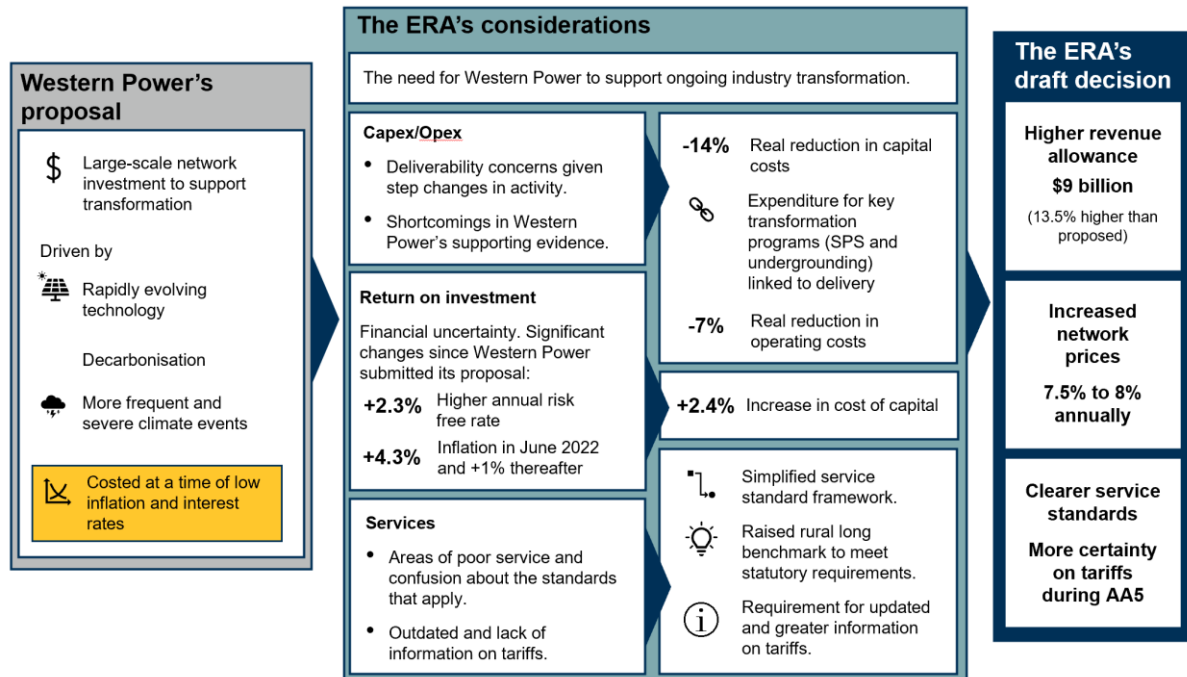 Western Power's
proposal
Large-scale network
investment to support
transformation
Driven by
Rapidly evolving
technology
Decarbonisation
More frequent and
severe climate events
Costed at a time of low
inflation and interest
rates
The ERA's considerations
The need for Western Power to support ongoing industry transformation.
Capex/Opex
• Deliverability concerns given
step changes in activity.
• Shortcomings in Western
Power's supporting evidence.
-14% Real reduction in capital
costs
Expenditure for key
transformation
programs (SPS and
undergrounding)
linked to delivery
-7% Real reduction in
operating costs
Return on investment
Financial uncertainty. Significant
changes since Western Power
submitted its proposal:
+2.3% Higher annual risk
free rate
+4.3% Inflation in June 2022
and +1% thereafter
+2.4% Increase in cost of capital
Services
• Areas of poor service and
confusion about the standards
that apply.
• Outdated and lack of
information on tariffs.
Simplified service
standard framework.
Raised rural long
benchmark to meet
statutory requirements.
Requirement for updated
and greater information
on tariffs.
The ERA's
draft decision
Higher revenue
allowance
$9 billion
(13.5% higher than
proposed)
Increased
network
prices
7.5% to 8%
annually
Clearer service
standards
More certainty
on tariffs
during AA5